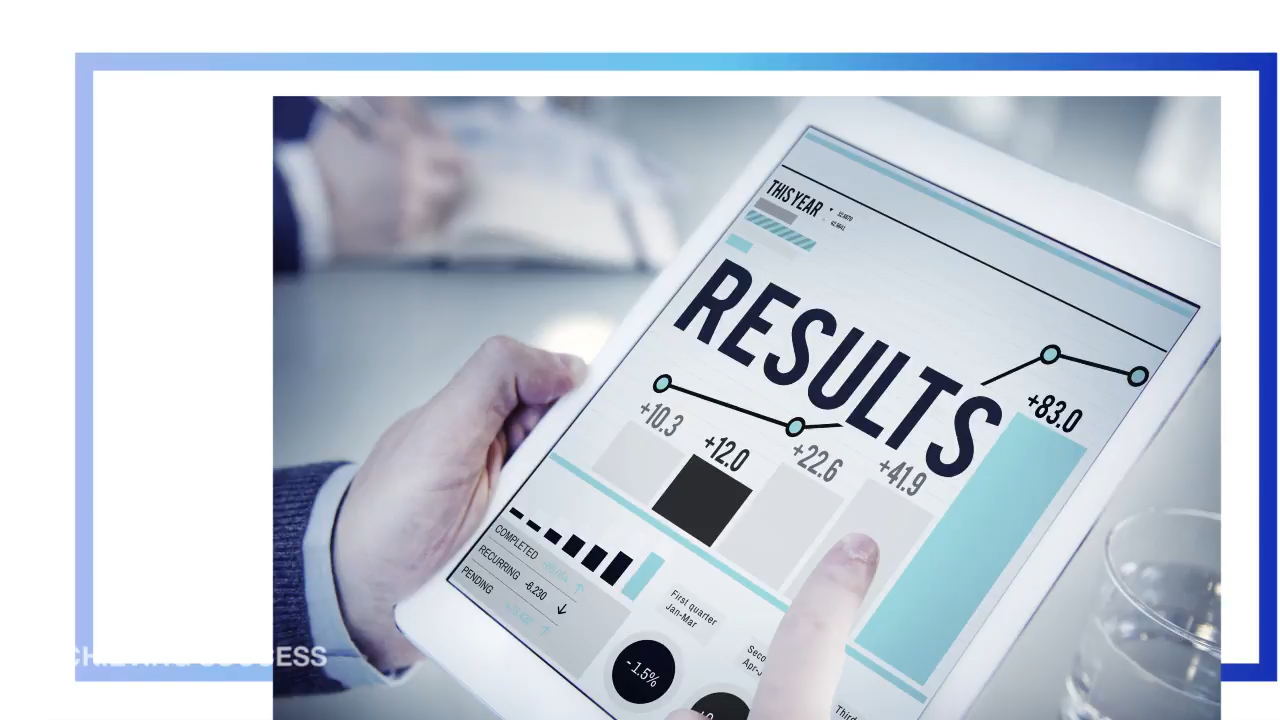 THIS YEAR
RESULTS
+10.3
+12.0
+22.6
+41.9
+83.0
COMPLETED
RECURRING -6.230
PENDING
First quarter
Jan-Mar
-1.5%
SUCCESS